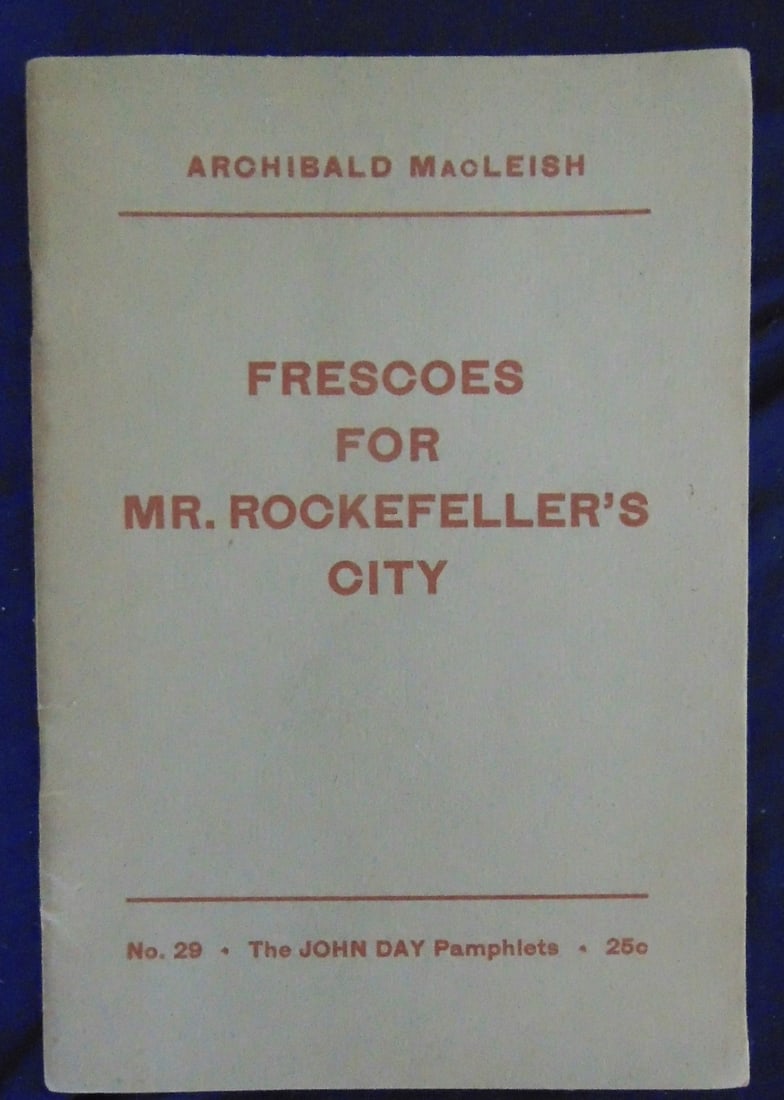 ARCHIBALD MACLEISH
FRESCOES
FOR
MR. ROCKEFELLER'S
CITY
No. 29 • The JOHN DAY Pamphlets • 25c